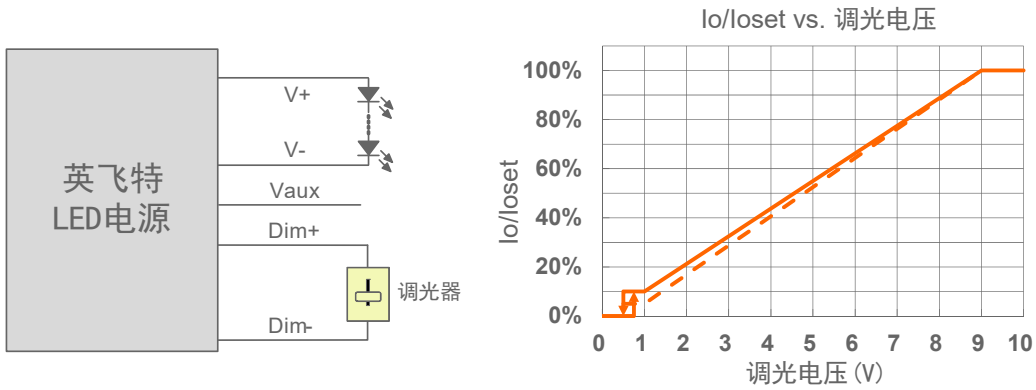 英飞特
LED电源
V+
V-
Vaux
Dim+
调光器
Dim-
Io/Ioset vs. 调光电压
Io/Ioset
100%
80%
60%
40%
20%
0%
0 1 2 3 4 5 6 7 8 9 10
调光电压(V)